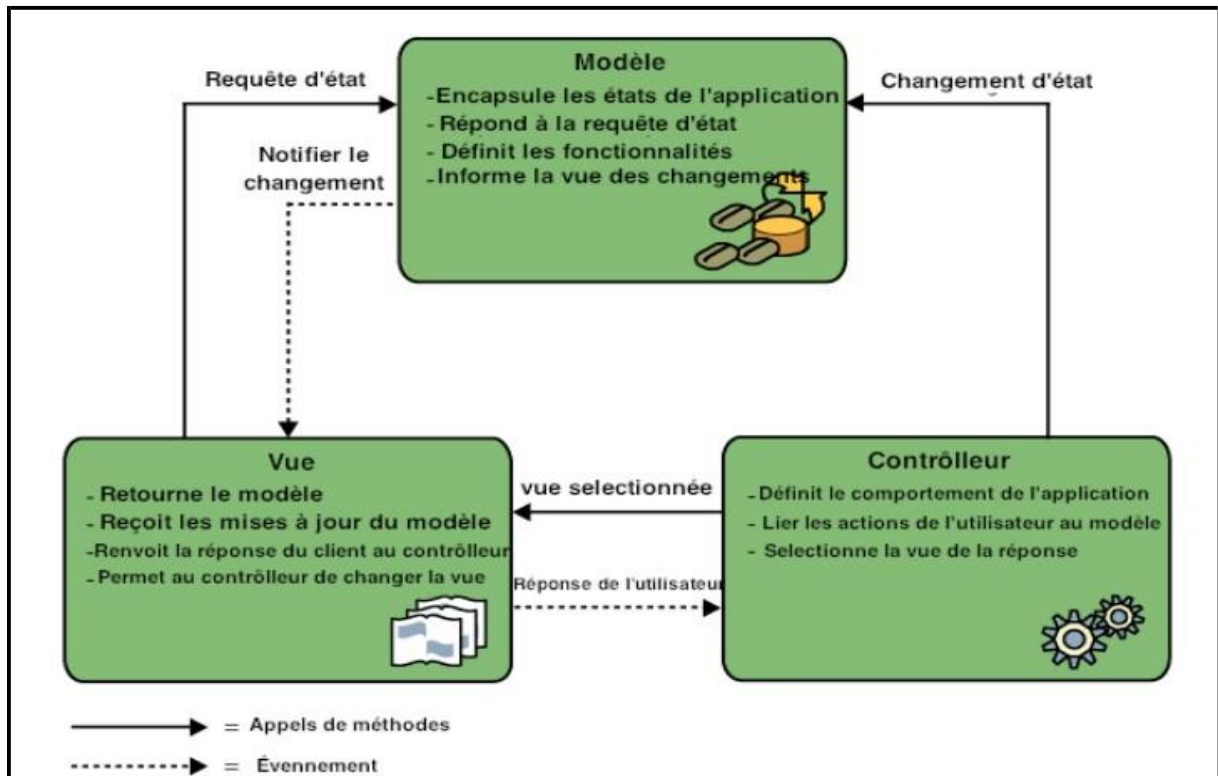 Modèle
-Encapsule les états de l'application
- Répond à la requête d'état
- Définit les fonctionnalités
-Informe la vue des changements
Requête d'état
Changement d'état
Notifier le
changement
Vue
- Retourne le modèle
- Reçoit les mises à jour du modèle
-Renvoit la réponse du client au contrôlleur
-Permet au contrôlleur de changer la vue
vue selectionnée
Réponse de l'utilisateur
Contrôlleur
-Définit le comportement de l'application
- Lier les actions de l'utilisateur au modèle
- Selectionne la vue de la réponse
= Appels de méthodes
= Évennement